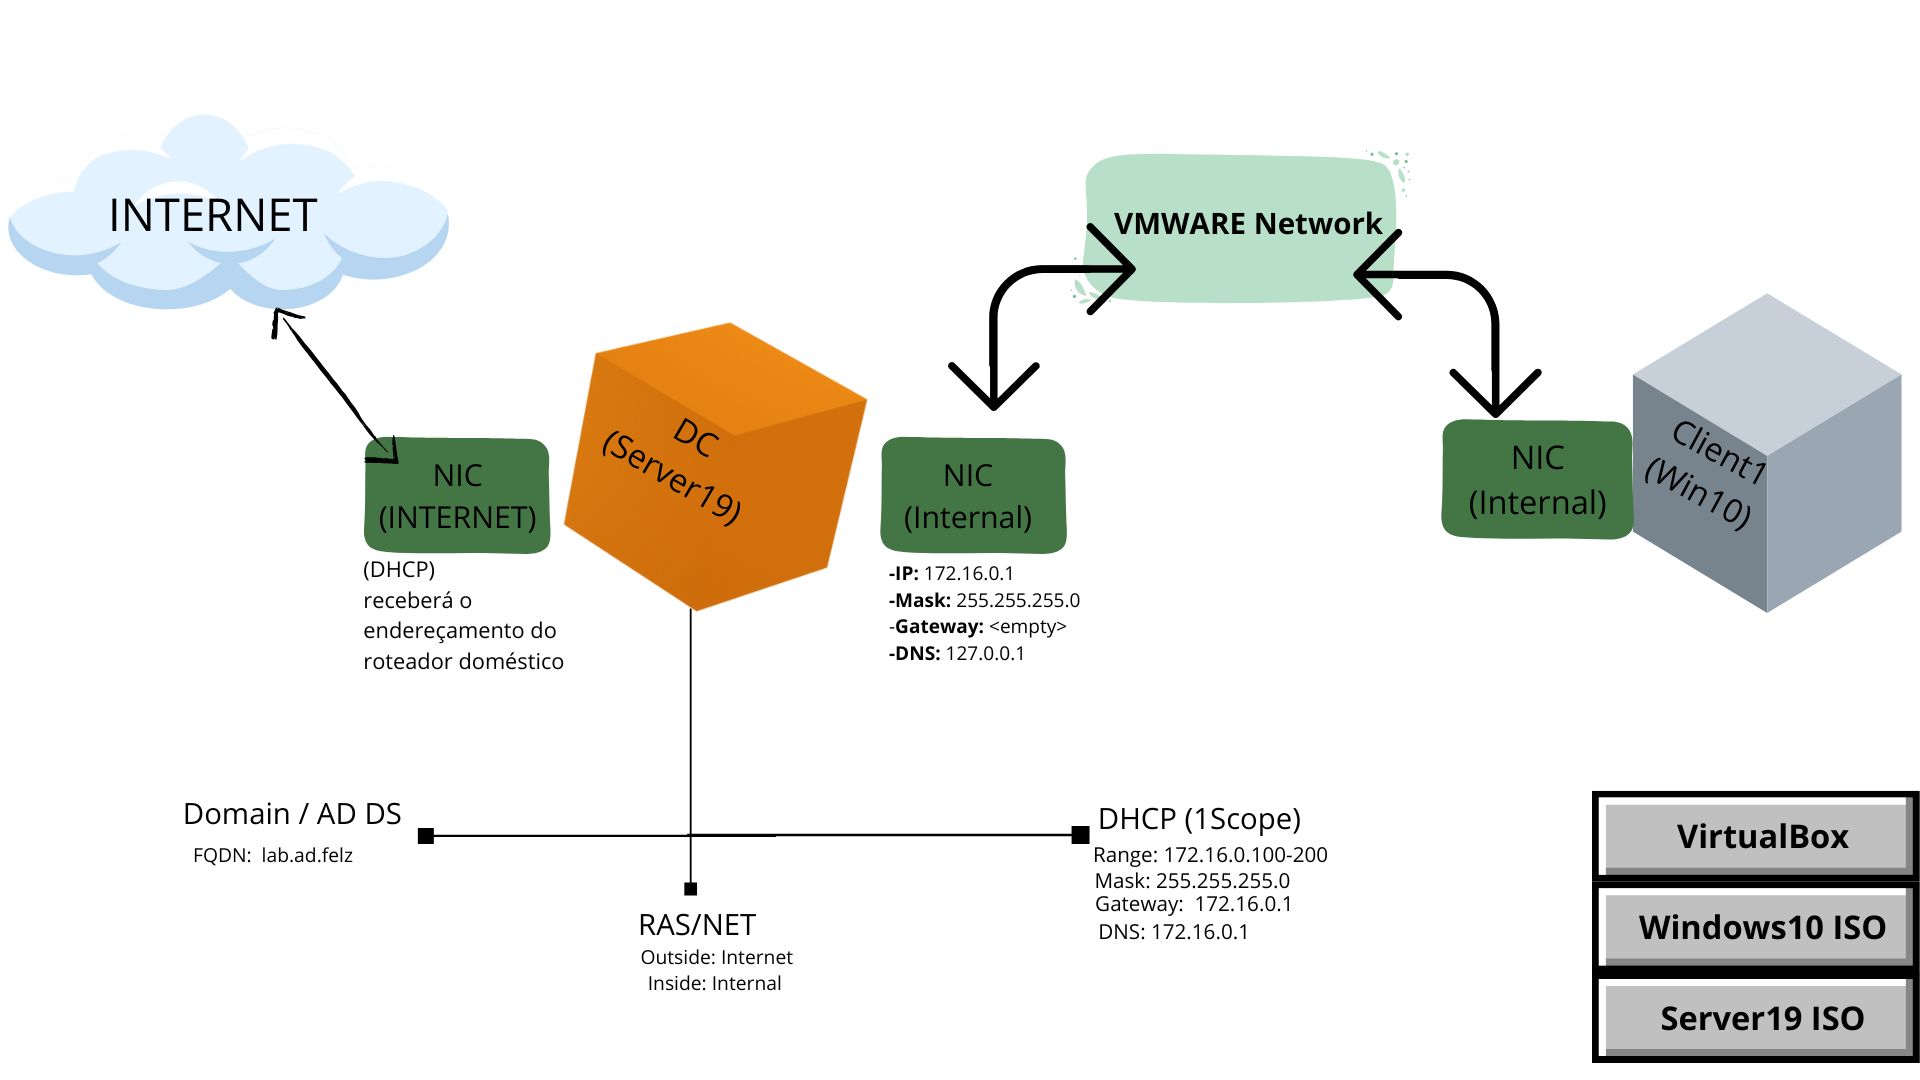 INTERNET
VMWARE Network
NIC
(INTERNET)
(DHCP)
receberá o
endereçamento do
roteador doméstico
DC
(Server19)
NIC
(Internal)
-IP: 172.16.0.1
-Mask: 255.255.255.0
-Gateway: <empty>
-DNS: 127.0.0.1
NIC
(Internal)
Client1
(Win10)
Domain / AD DS
FQDN: lab.ad.felz
RAS/NET
Outside: Internet
Inside: Internal
DHCP (1Scope)
Range: 172.16.0.100-200
Mask: 255.255.255.0
Gateway: 172.16.0.1
DNS: 172.16.0.1
VirtualBox
Windows10 ISO
Server19 ISO